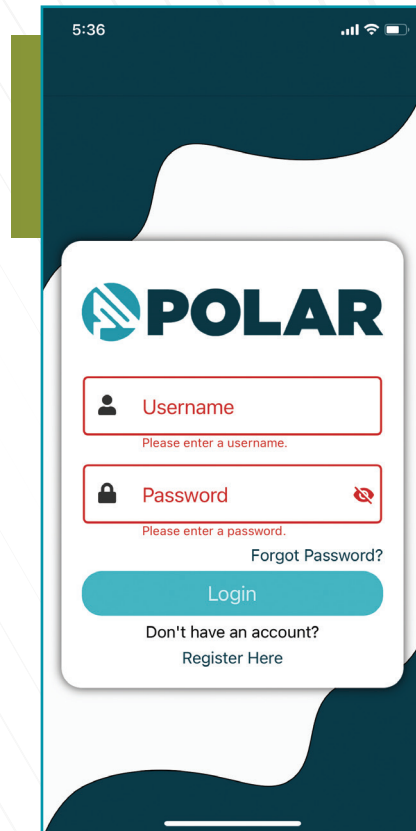 5:36
POLAR
Username
Please enter a username.
Password
Please enter a password.
Forgot Password?
Login
Don't have an account?
Register Here